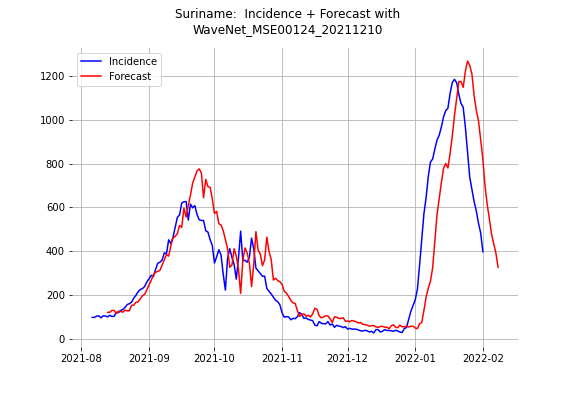 Suriname:  Incidence + Forecast with
WaveNet_MSE00124_20211210
Incidence
Forecast
1200
1000
800
600
400
200
0
2021-08 2021-09 2021-10 2021-11 2021-12 2022-01 2022-02